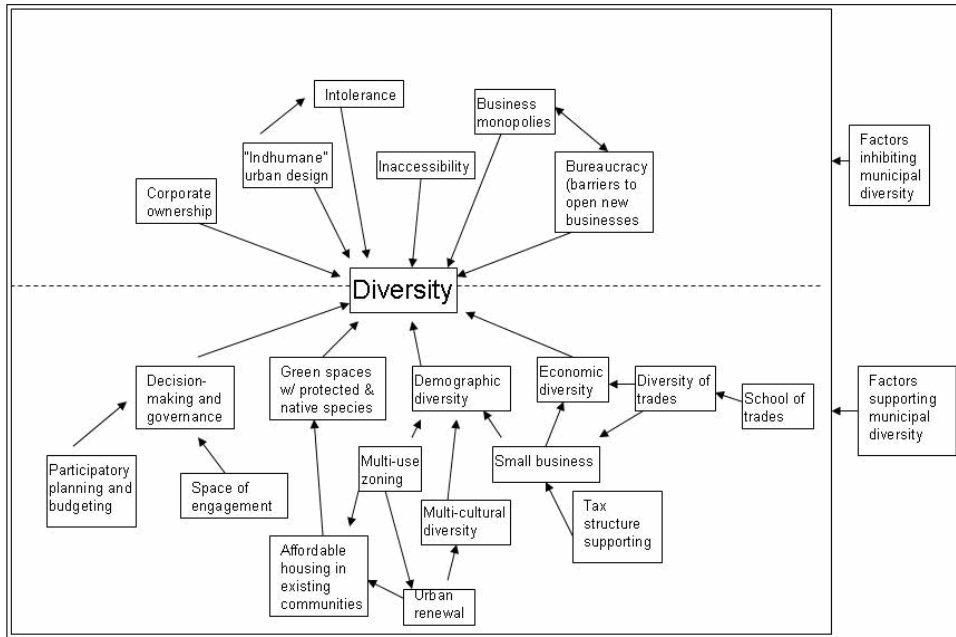 Intolerance
Business
monopolies
"Indhumane"
urban design
Inaccessibility
Bureaucracy
(barriers to
open new
businesses
Corporate
ownership
Factors
inhibiting
municipal
diversity
Diversity
Decision-
making and
governance
Green spaces
w/ protected &
native species
Demographic
diversity
Economic
diversity
Diversity of
trades
School of
trades
Factors
supporting
municipal
diversity
Participatory
planning and
budgeting
Space of
engagement
Multi-use
zoning
Small business
Multi-cultural
diversity
Tax
structure
supporting
Affordable
housing in
existing
communities
Urban
renewal